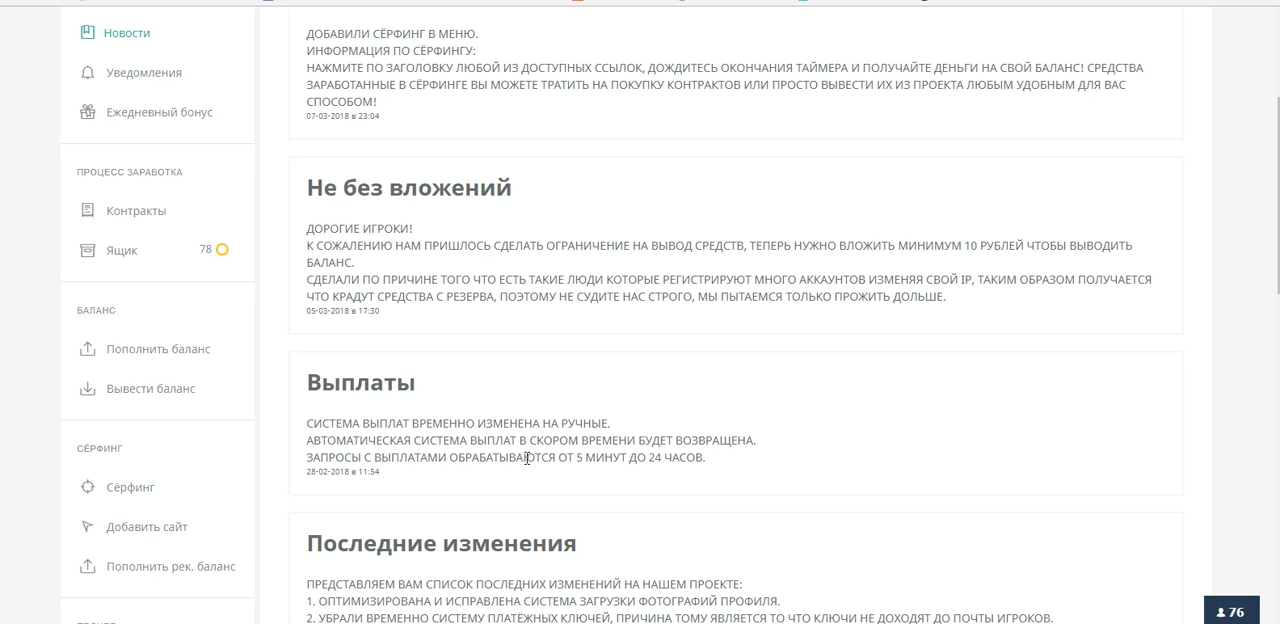 Новости
Уведомления
Ежедневный бонус
ПРОЦЕСС ЗАРАБОТКА
Контракты
Ящик 78
БАЛАНС
Пополнить баланс
Вывести баланс
СЁРФИНГ
Сёрфинг
Добавить сайт
Пополнить рек. баланс
ДОБАВИЛИ СЁРФИНГ В МЕНЮ.
ИНФОРМАЦИЯ ПО СЁРФИНГУ:
НАЖМИТЕ ПО ЗАГОЛОВКУ ЛЮБОЙ ИЗ ДОСТУПНЫХ ССЫЛОК, ДОЖДИТЕСЬ ОКОНЧАНИЯ ТАЙМЕРА И ПОЛУЧАЙТЕ ДЕНЬГИ НА СВОЙ БАЛАНС! СРЕДСТВА
ЗАРАБОТАННЫЕ В СЁРФИНГЕ ВЫ МОЖЕТЕ ТРАТИТЬ НА ПОКУПКУ КОНТРАКТОВ ИЛИ ПРОСТО ВЫВЕСТИ ИХ ИЗ ПРОЕКТА ЛЮБЫМ УДОБНЫМ ДЛЯ ВАС
СПОСОБОМ!
07-03-2018 в 23:04
Не без вложений
ДОРОГИЕ ИГРОКИ!
К СОЖАЛЕНИЮ НАМ ПРИШЛОСЬ СДЕЛАТЬ ОГРАНИЧЕНИЕ НА ВЫВОД СРЕДСТВ, ТЕПЕРЬ НУЖНО ВЛОЖИТЬ МИНИМУМ 10 РУБЛЕЙ ЧТОБЫ ВЫВОДИТЬ
БАЛАНС.
СДЕЛАЛИ ПО ПРИЧИНЕ ТОГО ЧТО ЕСТЬ ТАКИЕ ЛЮДИ КОТОРЫЕ РЕГИСТРИРУЮТ МНОГО АККАУНТОВ ИЗМЕНЯЯ СВОЙ IP, ТАКИМ ОБРАЗОМ ПОЛУЧАЕТСЯ
ЧТО КРАДУТ СРЕДСТВА С РЕЗЕРВА, ПОЭТОМУ НЕ СУДИТЕ НАС СТРОГО, МЫ ПЫТАЕМСЯ ТОЛЬКО ПРОЖИТЬ ДОЛЬШЕ.
05-03-2018 в 17:30
Выплаты
СИСТЕМА ВЫПЛАТ ВРЕМЕННО ИЗМЕНЕНА НА РУЧНЫЕ.
АВТОМАТИЧЕСКАЯ СИСТЕМА ВЫПЛАТ В СКОРОМ ВРЕМЕНИ БУДЕТ ВОЗВРАЩЕНА.
ЗАПРОСЫ С ВЫПЛАТАМИ ОБРАБАТЫВАЮТСЯ ОТ 5 МИНУТ ДО 24 ЧАСОВ.
28-02-2018 в 11:54
Последние изменения
ПРЕДСТАВЛЯЕМ ВАМ СПИСОК ПОСЛЕДНИХ ИЗМЕНЕНИЙ НА НАШЕМ ПРОЕКТЕ:
1. ОПТИМИЗИРОВАНА И ИСПРАВЛЕНА СИСТЕМА ЗАГРУЗКИ ФОТОГРАФИЙ ПРОФИЛЯ.
2. УБРАЛИ ВРЕМЕННО СИСТЕМУ ПЛАТЁЖНЫХ КЛЮЧЕЙ, ПРИЧИНА ТОМУ ЯВЛЯЕТСЯ ТО ЧТО КЛЮЧИ НЕ ДОХОДЯТ ДО ПОЧТЫ ИГРОКОВ.
76